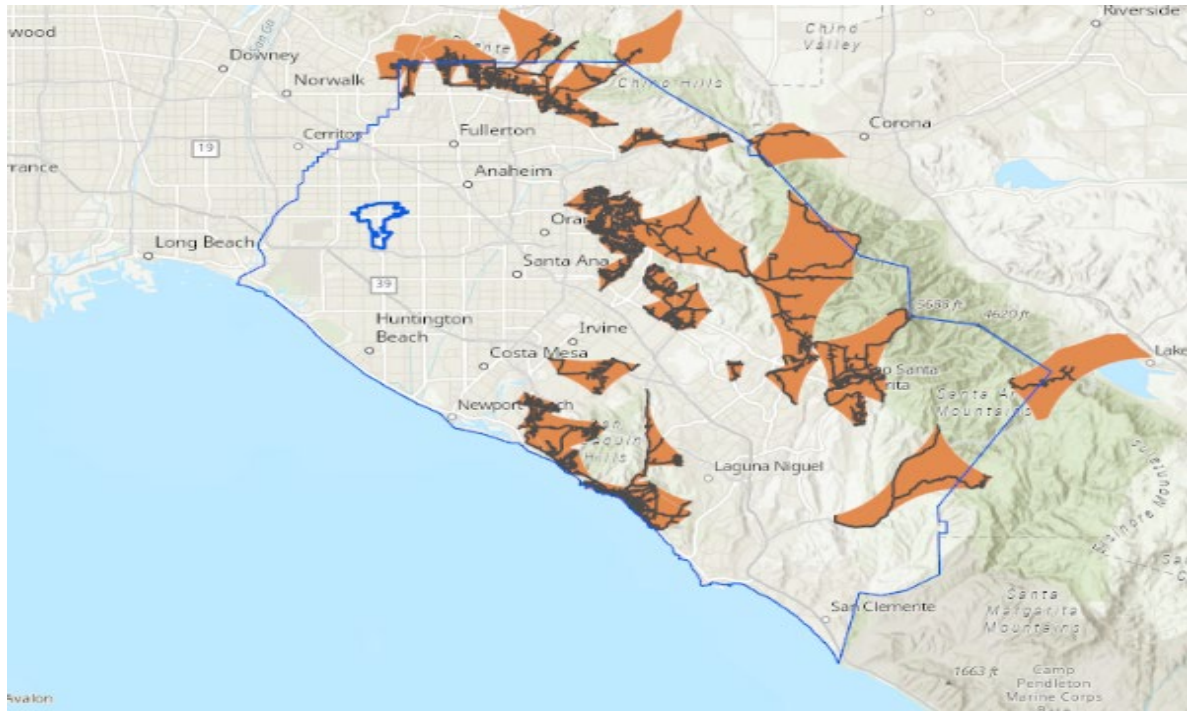 Riverside
wood
Downey
Chino
Valley
Norwalk
Chino Hills
Corona
Cerritos
Fullerton
19
rrance
Anaheim
Long Beach
Santa Ana
39
5688 ft
4620 ft
Huntington
Beach
Irvine
Costa Mesa
Lake
Santa
Mountains
Newport
Hills
Laguna Niguel
San Clemente
Santa
Margarita
Mountains
1663 ft
Camp
Pendleton
Marine Corps
Avalon